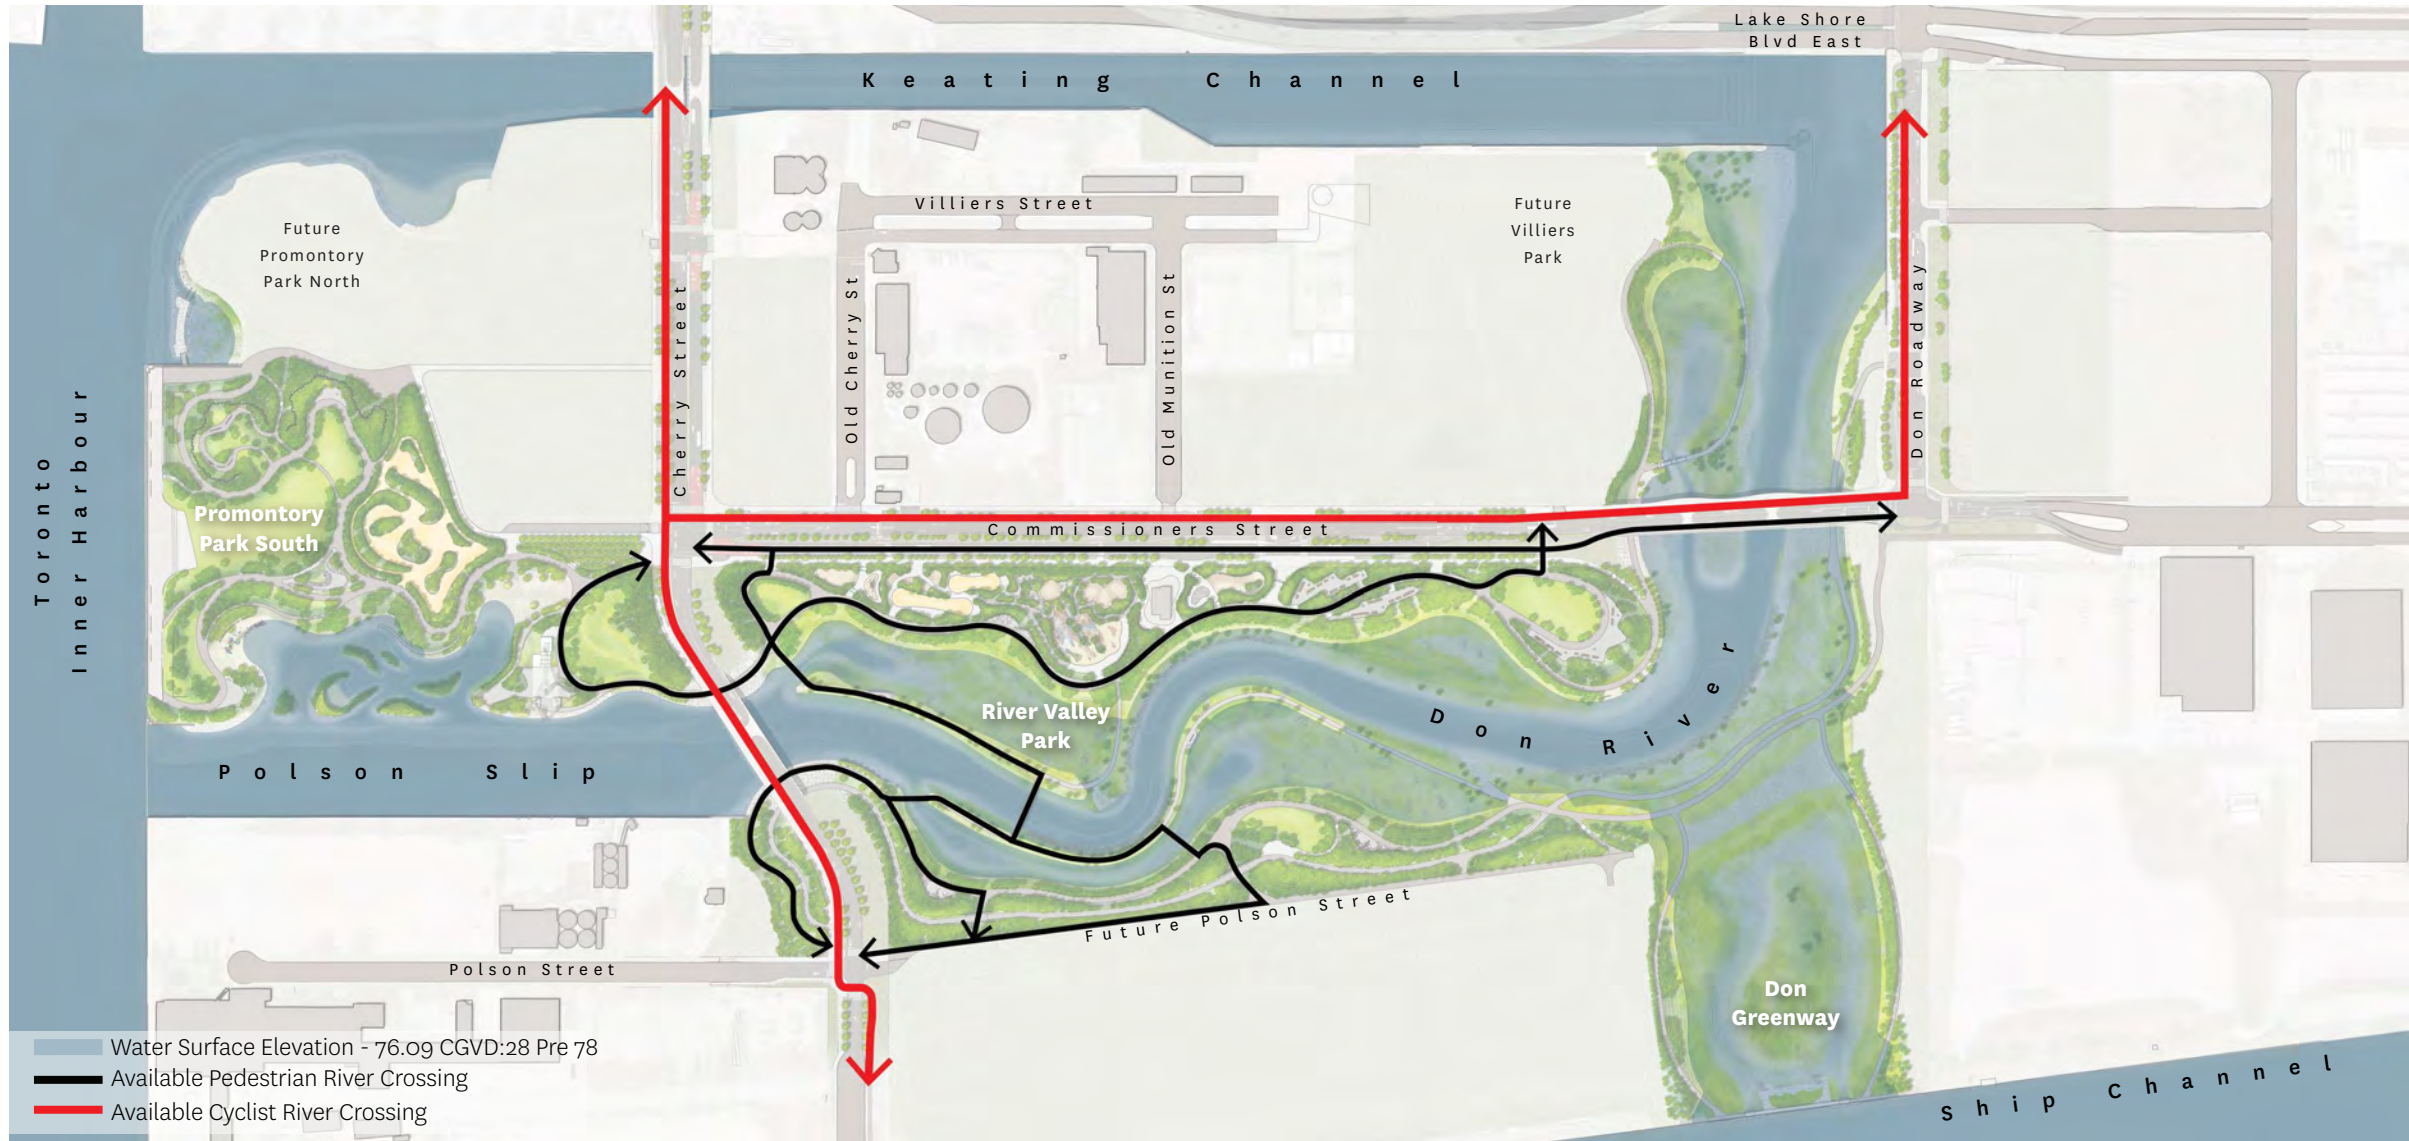 Lake Shore
Blvd East
Keating Channel
Villiers Street
Future
Promontory
Park North
Future
Villiers
Park
Cherry Street
Old Cherry St
Old Munition St
Don Roadway
Toronto
Inner Harbour
Promontory
Park South
Commissioners Street
River Valley
Park
Don River
Polson Slip
Future Polson Street
Polson Street
Don
Greenway
Ship Channel
Water Surface Elevation - 76.09 CGVD:28 Pre 78
Available Pedestrian River Crossing
Available Cyclist River Crossing